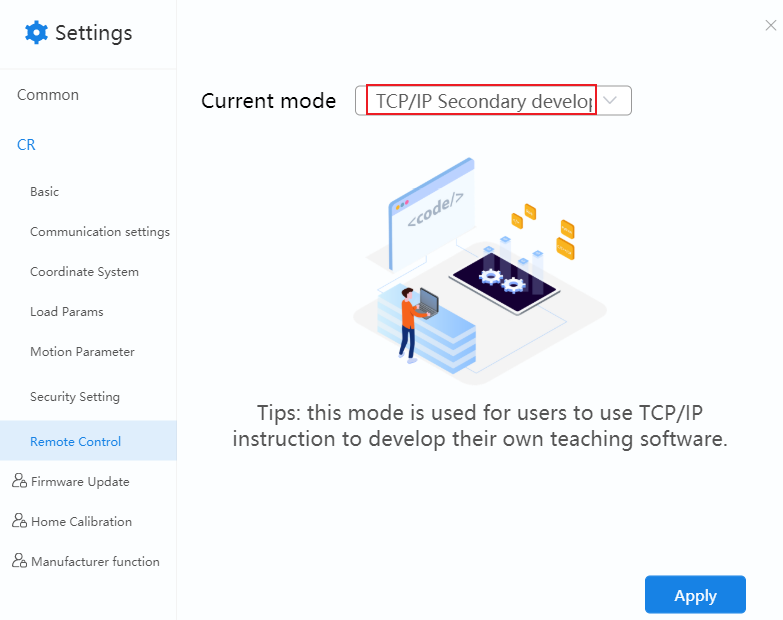 Settings
Common
CR
Basic
Communication settings
Coordinate System
Load Params
Motion Parameter
Security Setting
Remote Control
Firmware Update
Home Calibration
Manufacturer function
Current mode
TCP/IP Secondary develop
<code/>
Tips: this mode is used for users to use TCP/IP
instruction to develop their own teaching software.
Apply